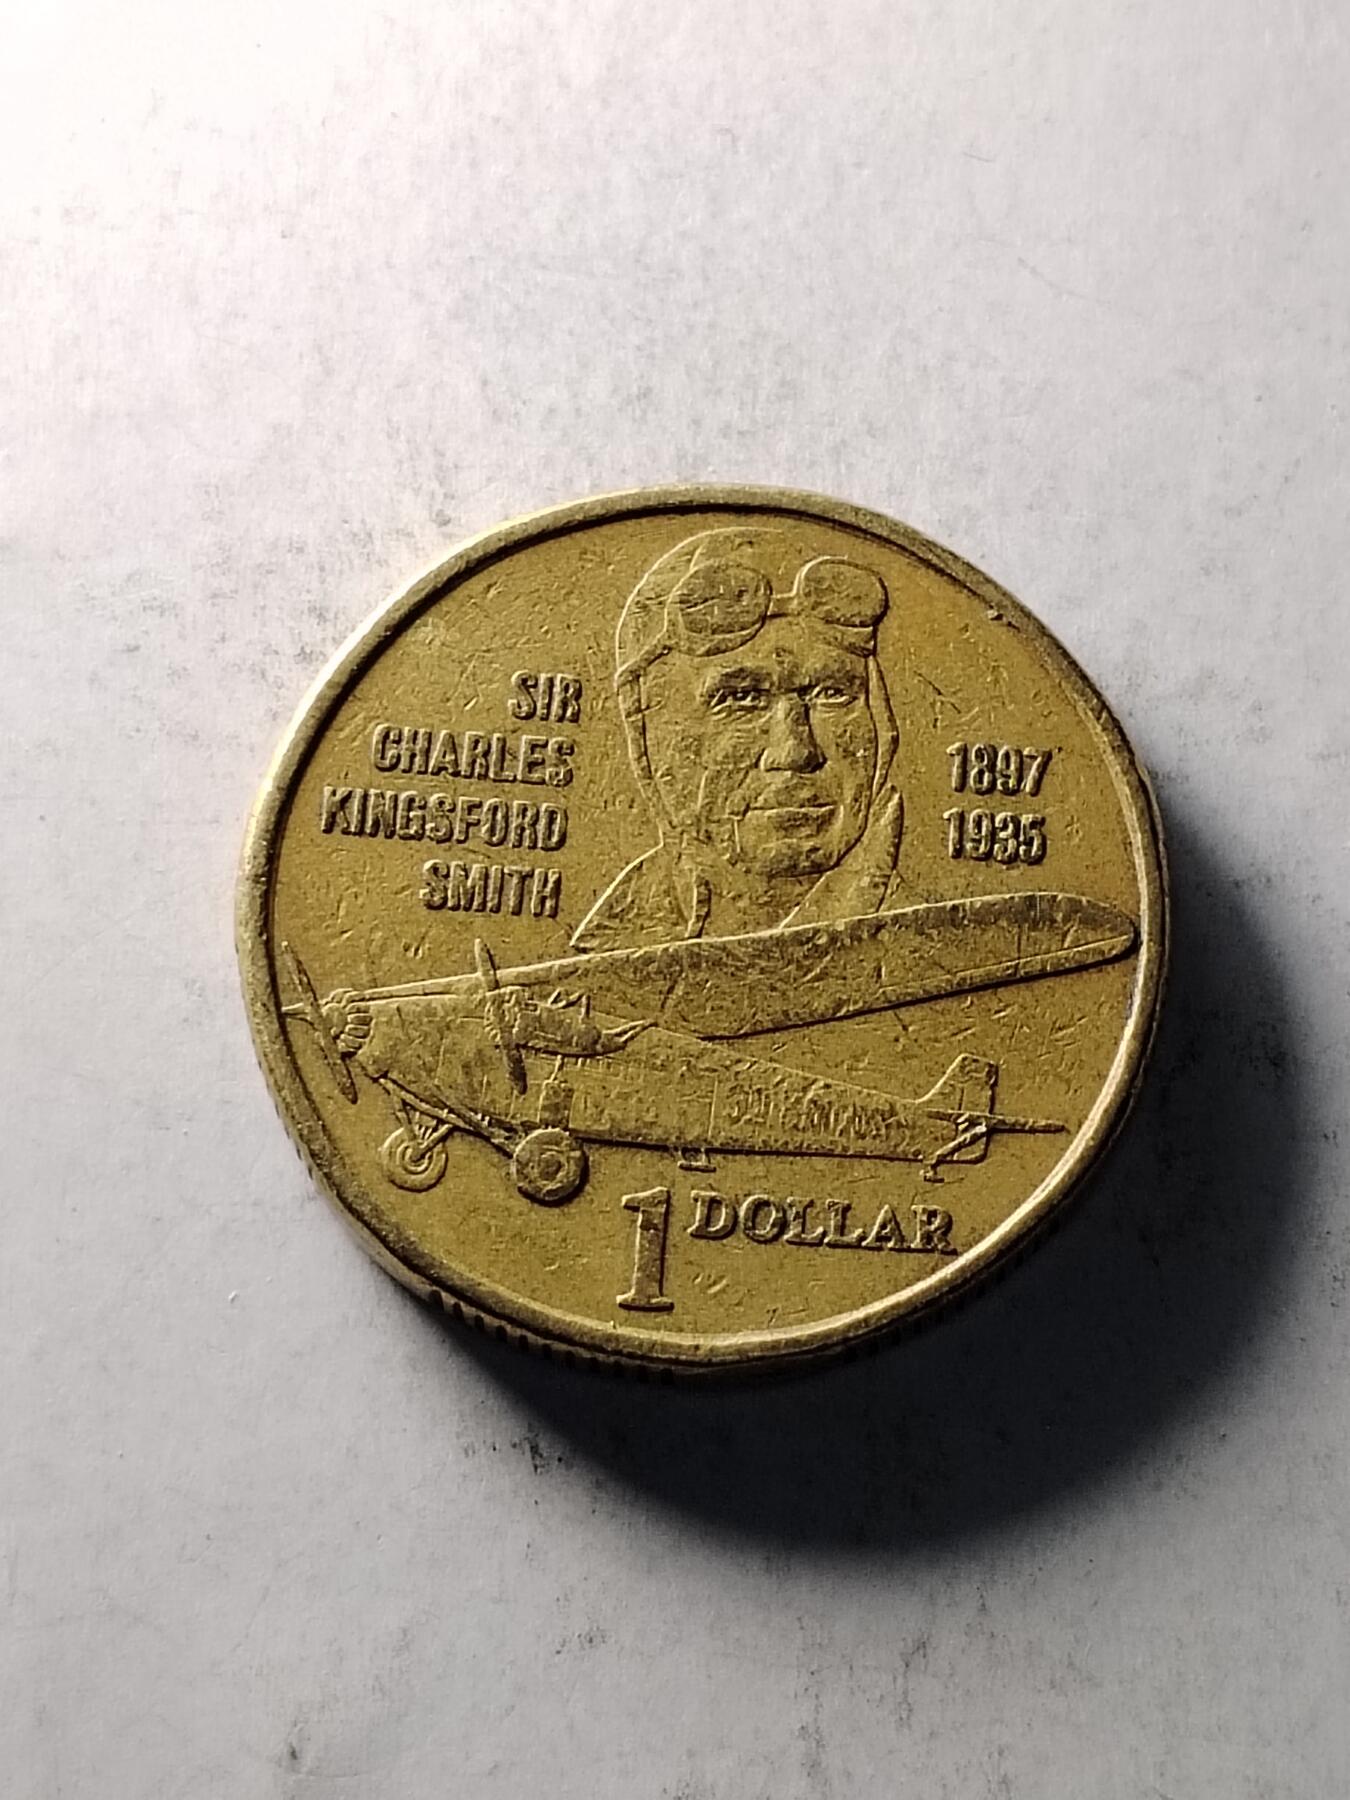 SIR
CHARLES
KINGSFORD
SMITH
1897
1935
1 DOLLAR